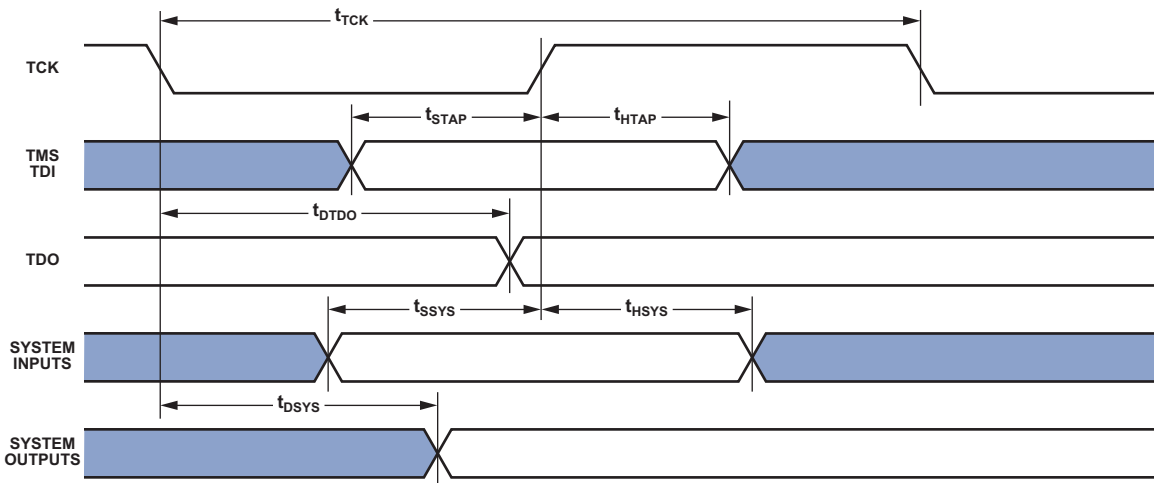 tTCK
TCK
tSTAP
tHTAP
TMS
TDI
tDTDO
TDO
tSSYS
tHSYS
SYSTEM
INPUTS
tDSYS
SYSTEM
OUTPUTS